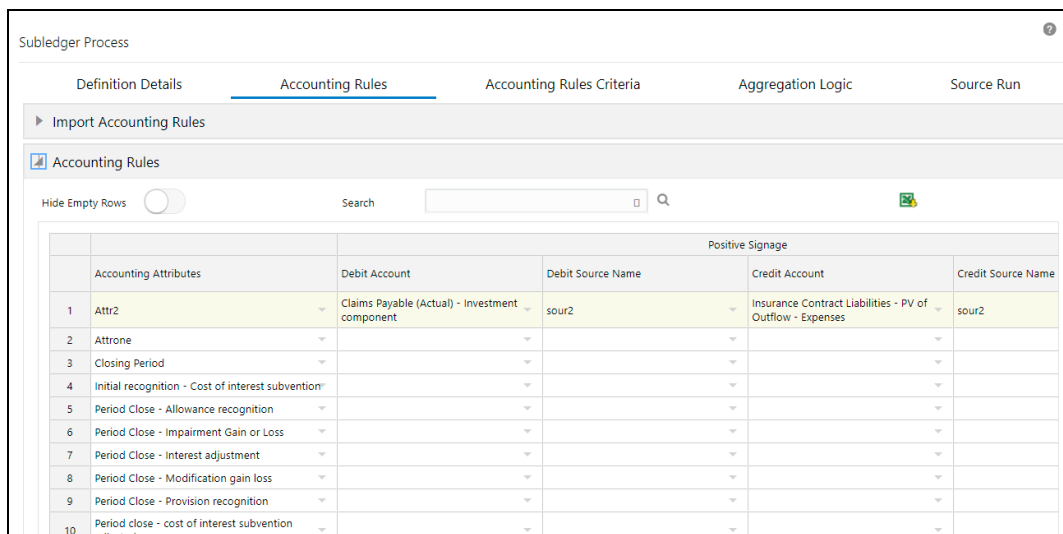 Subledger Process
Definition Details Accounting Rules Accounting Rules Criteria Aggregation Logic Source Run
Import Accounting Rules
Accounting Rules
Hide Empty Rows Search
Positive Signage
Accounting Attributes Debit Account Debit Source Name Credit Account Credit Source Name
1 Attr2 Claims Payable (Actual) - Investment component sour2 Insurance Contract Liabilities - PV of Outflow - Expenses sour2
2 Attrone
3 Closing Period
4 Initial recognition - Cost of interest subvention
5 Period Close - Allowance recognition
6 Period Close - Impairment Gain or Loss
7 Period Close - Interest adjustment
8 Period Close - Modification gain loss
9 Period Close - Provision recognition
10 Period close - cost of interest subvention